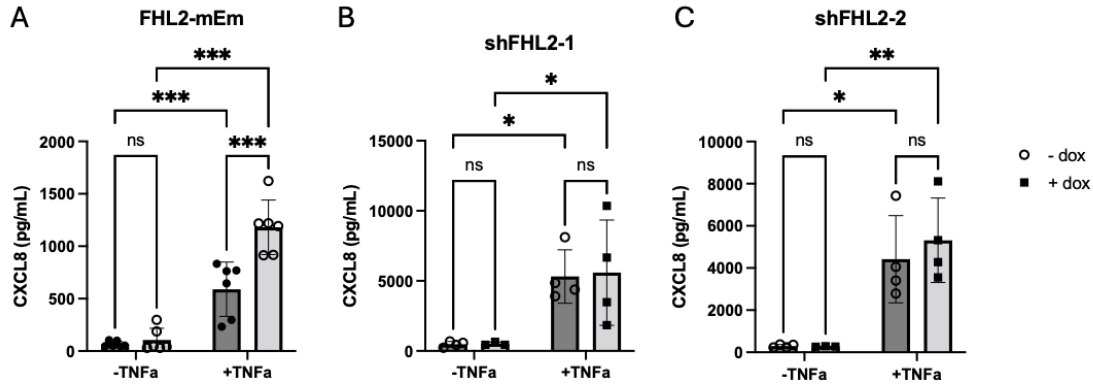 A
FHL2-mEm
***
***
ns
***
2000
1500
1000
500
0
CXCL8 (pg/mL)
-TNFa
+TNFa
B
shFHL2-1
*
*
ns
ns
15000
10000
5000
0
CXCL8 (pg/mL)
-TNFa
+TNFa
C
shFHL2-2
**
*
ns
ns
10000
8000
6000
4000
2000
0
CXCL8 (pg/mL)
-TNFa
+TNFa
- dox
+ dox